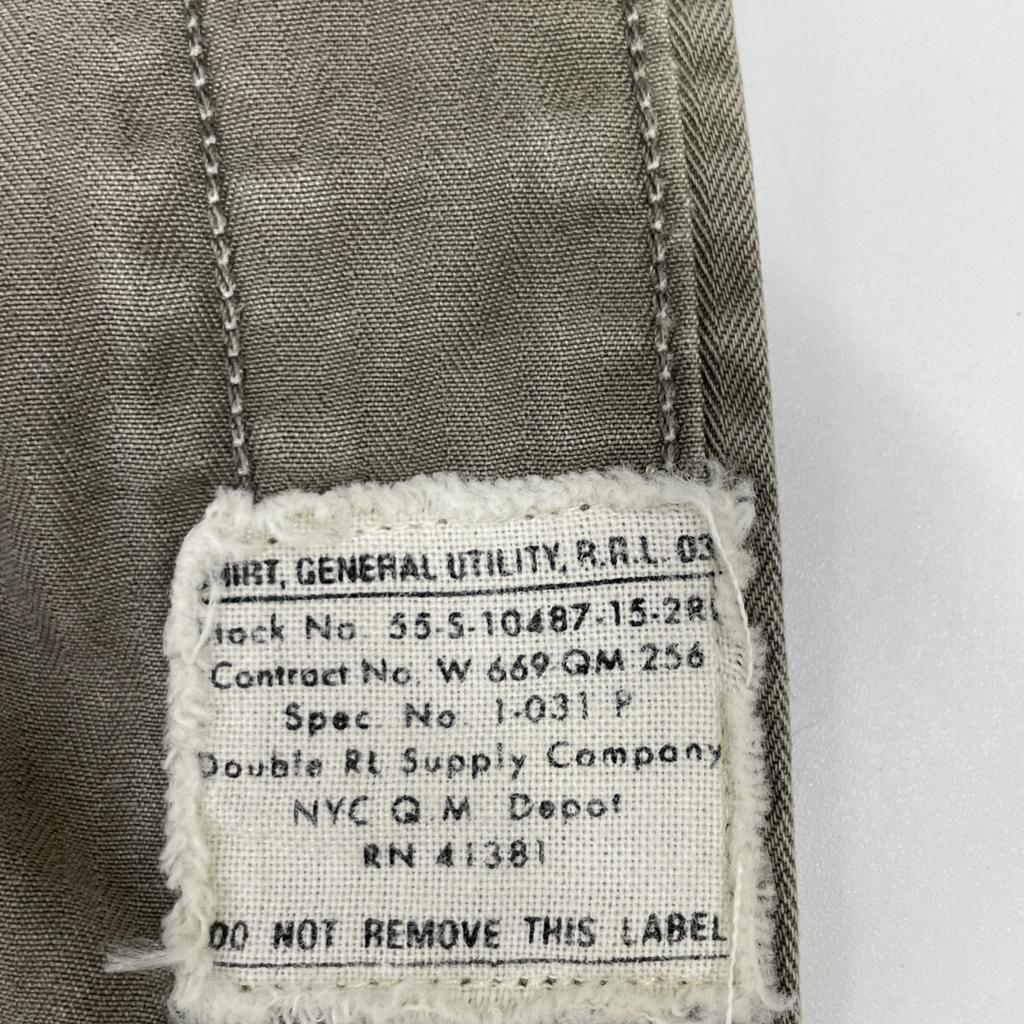 SHIRT, GENERAL UTILITY, R.R.L. 03
Stock No. 55-S-10487-15-2RL
Contract No. W 669 QM 256
Spec. No. 1-031 P
Double RL Supply Company
NYC Q M Depot
RN 41381
DO NOT REMOVE THIS LABEL